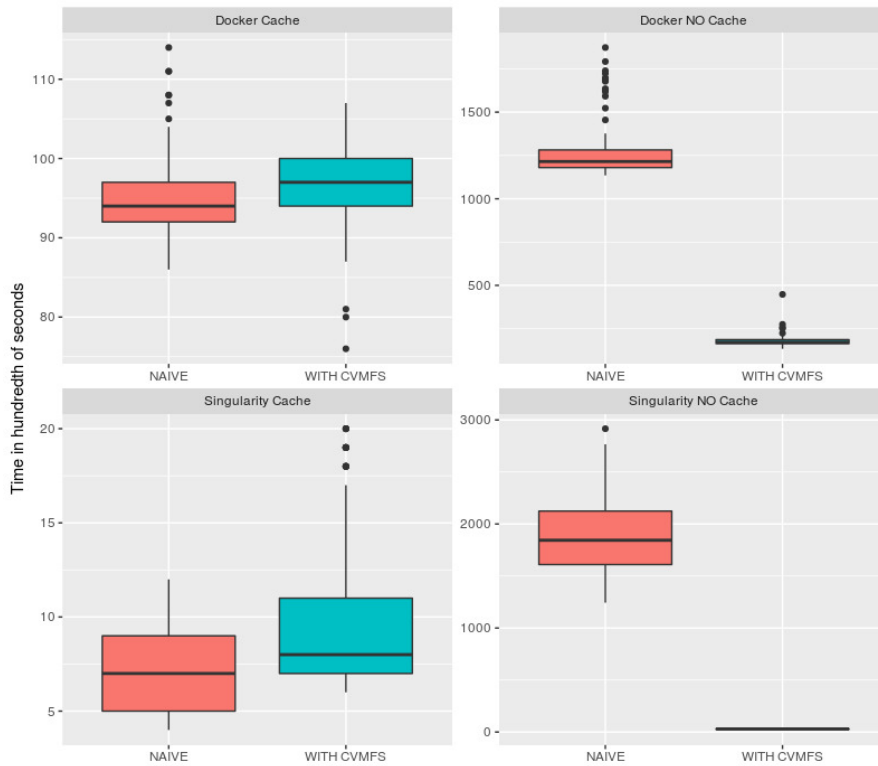 Docker Cache
110
100
90
80
NAIVE
WITH CVMFS
Docker NO Cache
1500
1000
500
NAIVE
WITH CVMFS
Singularity Cache
20
15
10
5
NAIVE
WITH CVMFS
Singularity NO Cache
3000
2000
1000
0
NAIVE
WITH CVMFS
Time in hundredth of seconds